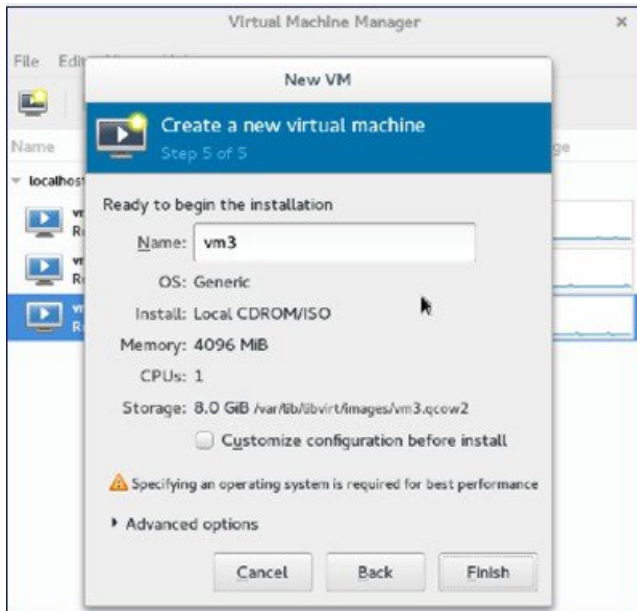 Virtual Machine Manager
File
New VM
Create a new virtual machine
Step 5 of 5
Name
localhost
Ready to begin the installation
Name: vm3
OS: Generic
Install: Local CDROM/ISO
Memory: 4096 MiB
CPUs: 1
Storage: 8.0 GiB /var/lib/libvirt/images/vm3.qcow2
Customize configuration before install
Specifying an operating system is required for best performance
Advanced options
Cancel Back Finish